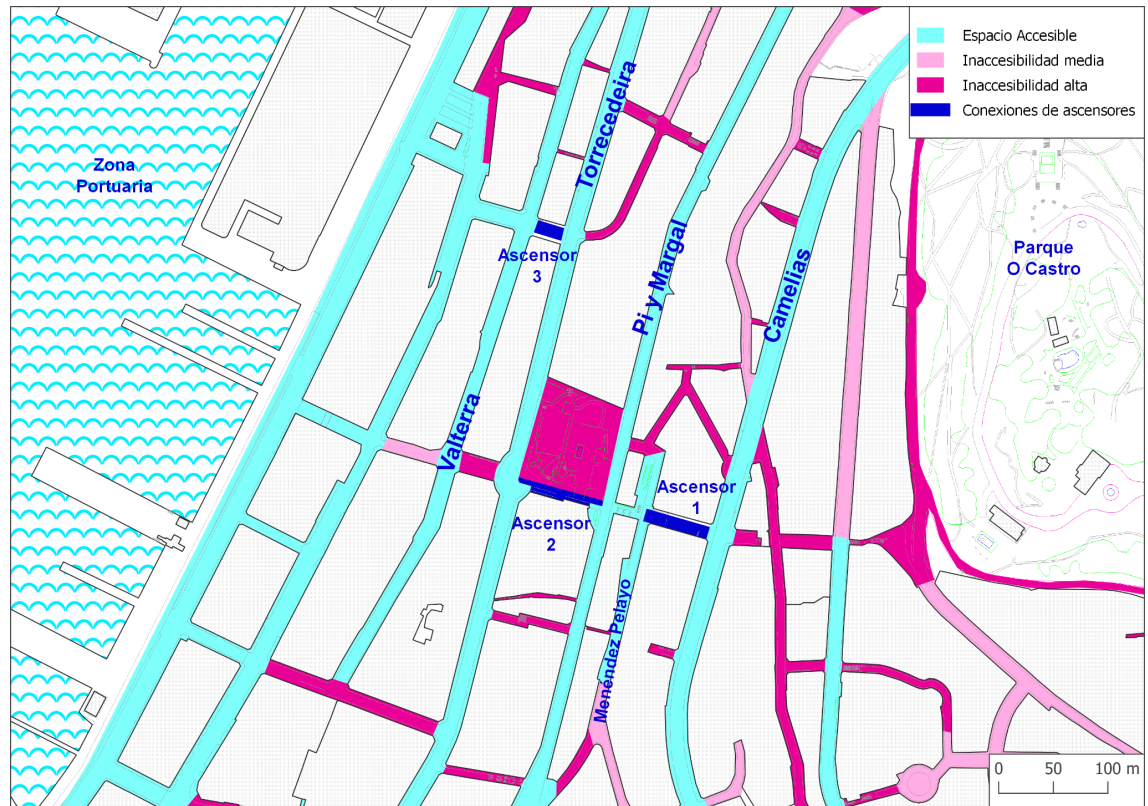 Espacio Accesible
Inaccesibilidad media
Inaccesibilidad alta
Conexiones de ascensores
Zona
Portuaria
Torrecedeira
Ascensor
3
Pi y Margal
Camelias
Parque
O Castro
Valterra
Ascensor
1
Ascensor
2
Menéndez Pelayo
0 50 100 m